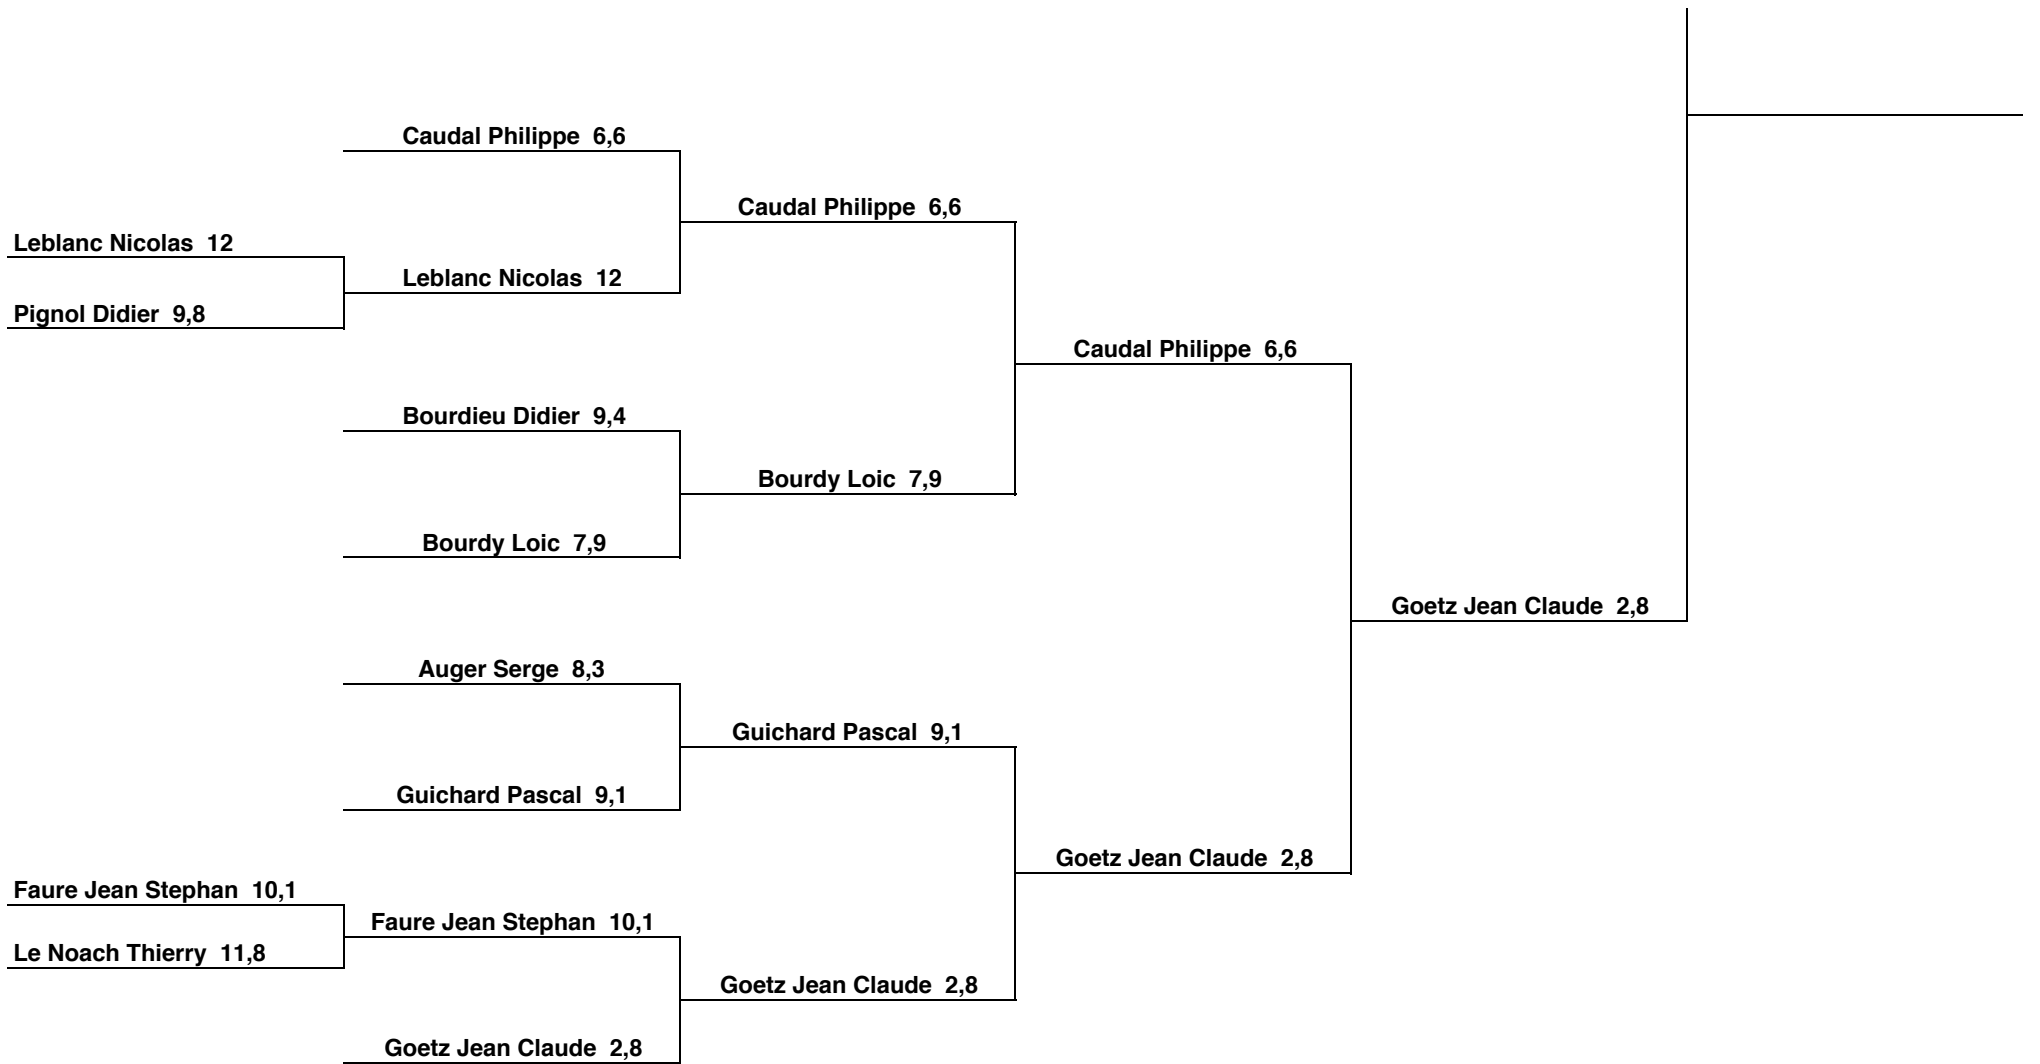 Caudal Philippe 6,6
Caudal Philippe 6,6
Leblanc Nicolas 12
Leblanc Nicolas 12
Pignol Didier 9,8
Caudal Philippe 6,6
Bourdieu Didier 9,4
Bourdy Loic 7,9
Bourdy Loic 7,9
Goetz Jean Claude 2,8
Auger Serge 8,3
Guichard Pascal 9,1
Guichard Pascal 9,1
Goetz Jean Claude 2,8
Faure Jean Stephan 10,1
Faure Jean Stephan 10,1
Le Noach Thierry 11,8
Goetz Jean Claude 2,8
Goetz Jean Claude 2,8